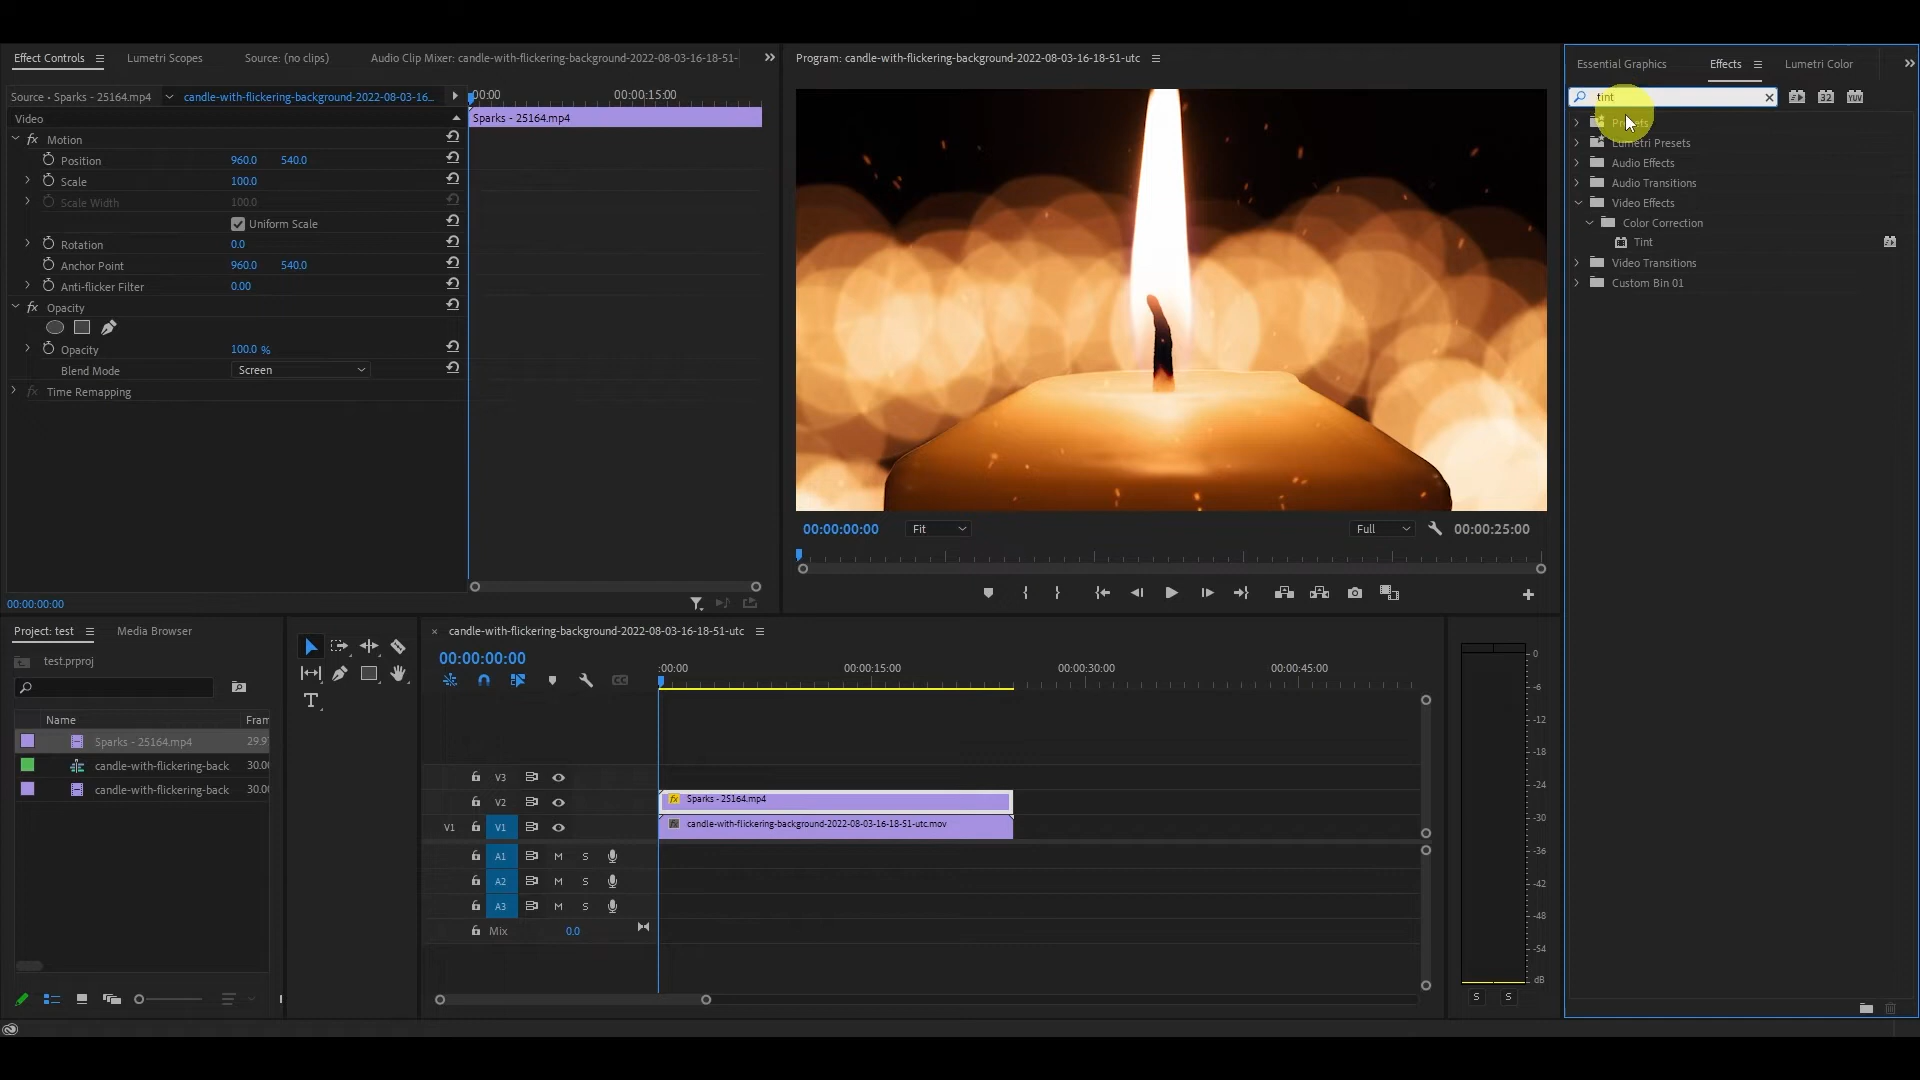 Effect Controls
Lumetri Scopes
Source: (no clips)
Audio Clip Mixer: candle-with-flickering-background-2022-08-03-16-18-51-
Program: candle-with-flickering-background-2022-08-03-16-18-51-utc
Essential Graphics
Effects
Lumetri Color
Source • Sparks - 25164.mp4
candle-with-flickering-background-2022-08-03-16...
:00:00
00:00:15:00
Video
Sparks - 25164.mp4
Motion
Position 960.0 540.0
Scale 100.0
Scale Width 100.0
Uniform Scale
Rotation 0.0
Anchor Point 960.0 540.0
Anti-flicker Filter 0.00
Opacity
Opacity 100.0 %
Blend Mode Screen
Time Remapping
00:00:00:00
tint
32
YUV
Presets
Lumetri Presets
Audio Effects
Audio Transitions
Video Effects
Color Correction
Tint
Video Transitions
Custom Bin 01
00:00:00:00
Fit
Full
00:00:25:00
Project: test
Media Browser
test.prproj
Name
Fram
Sparks - 25164.mp4 29.9
candle-with-flickering-back 30.0
candle-with-flickering-back 30.0
candle-with-flickering-background-2022-08-03-16-18-51-utc
00:00:00:00
:00:00
00:00:15:00
00:00:30:00
00:00:45:00
V3
V2
Sparks - 25164.mp4
V1
V1
candle-with-flickering-background-2022-08-03-16-18-51-utc.mov
A1 M S
A2 M S
A3 M S
Mix 0.0
0
-6
-12
-18
-24
-30
-36
-42
-48
-54
dB
S S